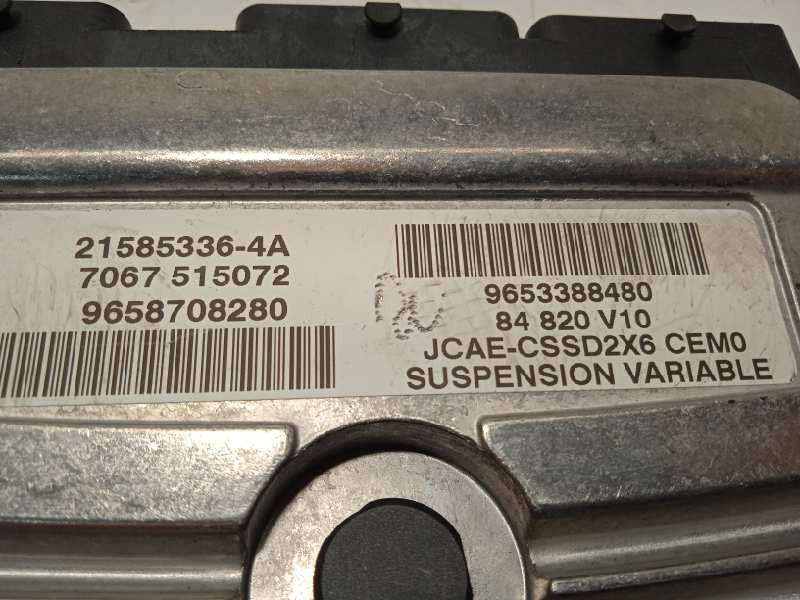 21585336-4A
7067 515072
9658708280
9653388480
84 820 V10
JCAE-CSSD2X6 CEM0
SUSPENSION VARIABLE